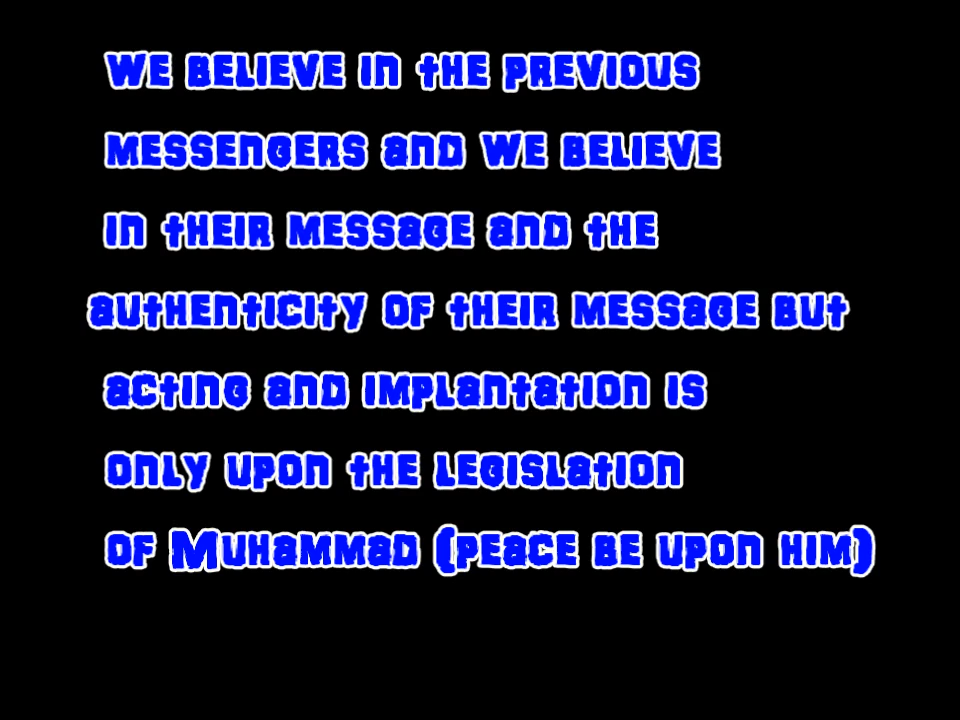 we believe in the previous
messengers and we believe
in their message and the
authenticity of their message but
acting and implantation is
only upon the legislation
of Muhammad (peace be upon him)